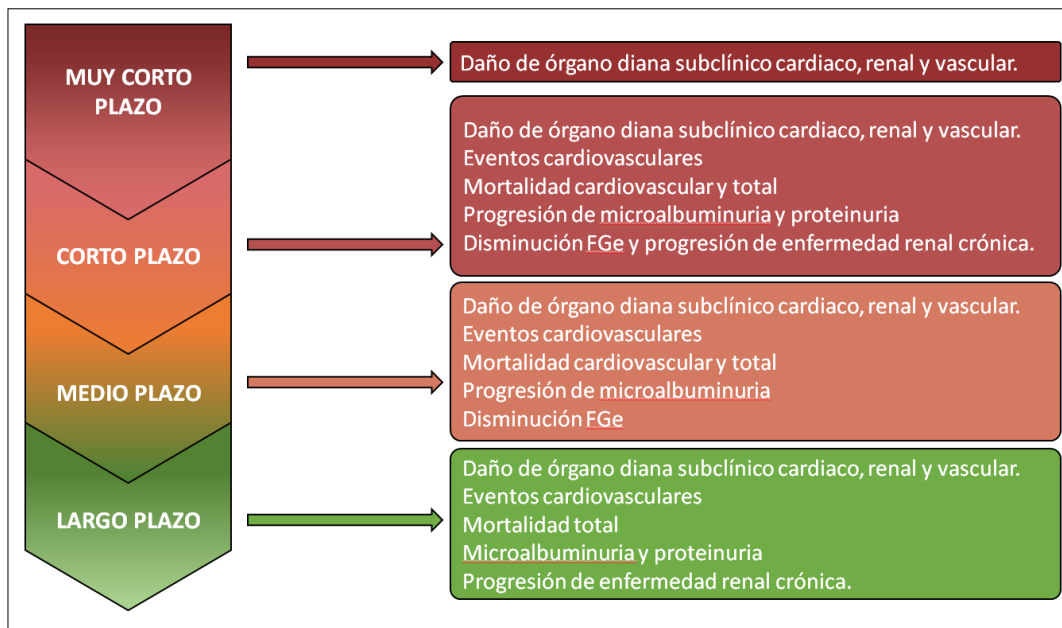 MUY CORTO
PLAZO
Daño de órgano diana subclínico cardiaco, renal y vascular.
CORTO PLAZO
Daño de órgano diana subclínico cardiaco, renal y vascular.
Eventos cardiovasculares
Mortalidad cardiovascular y total
Progresión de microalbuminuria y proteinuria
Disminución FGe y progresión de enfermedad renal crónica.
MEDIO PLAZO
Daño de órgano diana subclínico cardiaco, renal y vascular.
Eventos cardiovasculares
Mortalidad cardiovascular y total
Progresión de microalbuminuria
Disminución FGe
LARGO PLAZO
Daño de órgano diana subclínico cardiaco, renal y vascular.
Eventos cardiovasculares
Mortalidad total
Microalbuminuria y proteinuria
Progresión de enfermedad renal crónica.